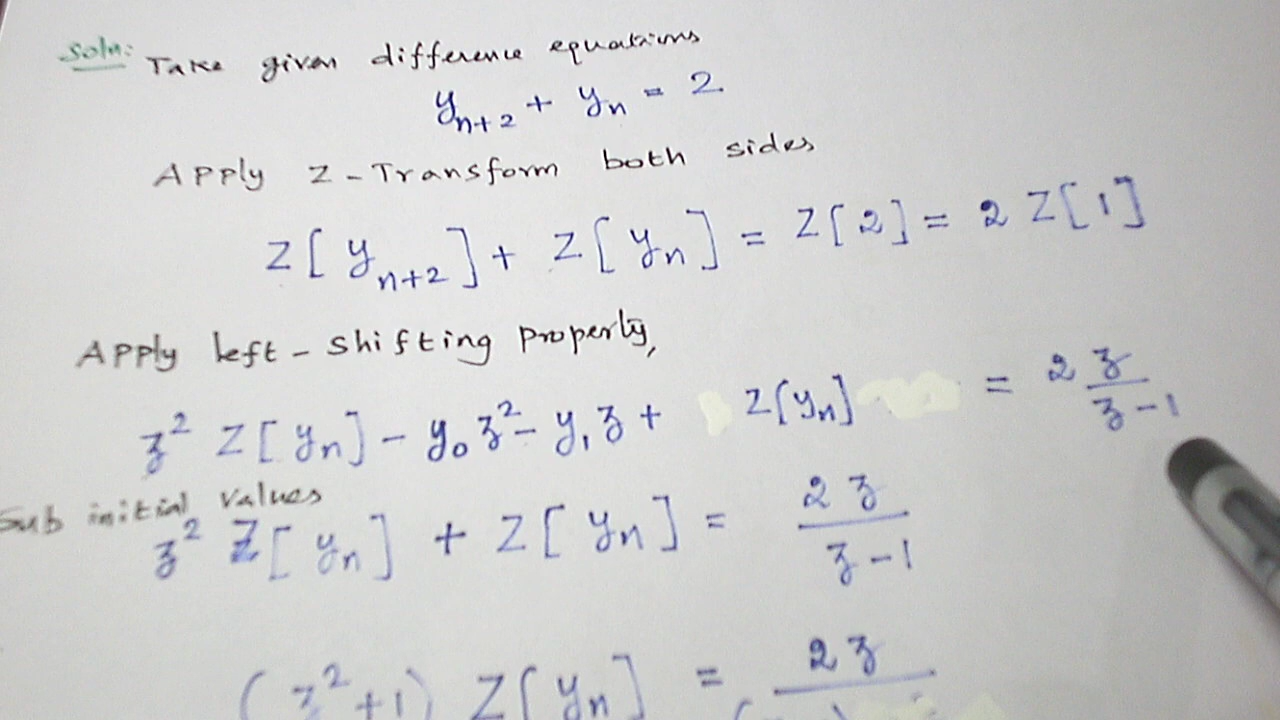 Soln: Take given difference equations
y_{n+2} + y_n = 2
Apply Z-Transform both sides
Z[y_{n+2}] + Z[y_n] = Z[2] = 2 Z[1]
Apply left-shifting property,
z² Z[y_n] - y₀z² - y₁z + Z[y_n] = 2 z/(z-1)
Sub initial values
z² Z[y_n] + Z[y_n] = 2z/(z-1)
(z²+1) Z[y_n] = 2z